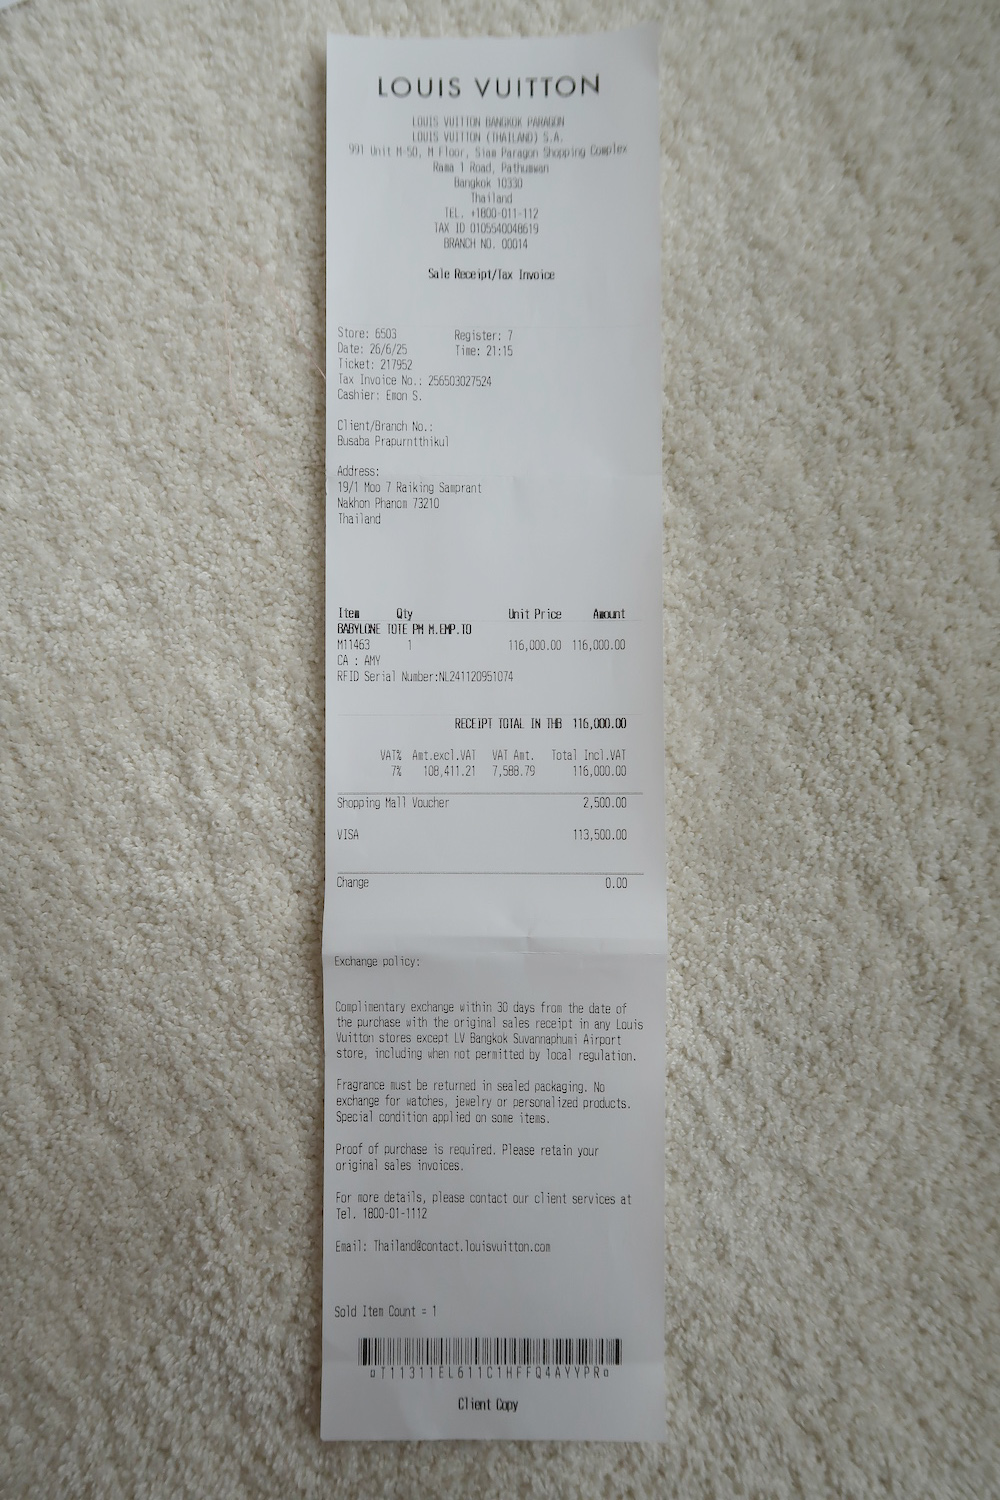 LOUIS VUITTON
LOUIS VUITTON BANGKOK PARAGON
LOUIS VUITTON (THAILAND) S.A.
991 Unit M-50, M Floor, Siam Paragon Shopping Complex
Rama 1 Road, Pathumwan
Bangkok 10330
Thailand
TEL. +1800-011-112
TAX ID 0105540048619
BRANCH NO. 00014
Sale Receipt/Tax Invoice
Store: 6503 Register: 7
Date: 26/6/25 Time: 21:15
Ticket: 217952
Tax Invoice No.: 256503027524
Cashier: Emon S.
Client/Branch No.:
Busaba Prapurntthikul
Address:
19/1 Moo 7 Raiking Samprant
Nakhon Phanom 73210
Thailand
Item Qty Unit Price Amount
BABYLONE TOTE PM M.EMP.TO
M11463 1 116,000.00 116,000.00
CA : AMY
RFID Serial Number:NL241120951074
RECEIPT TOTAL IN THB 116,000.00
VAT% Amt.excl.VAT VAT Amt. Total Incl.VAT
7% 108,411.21 7,588.79 116,000.00
Shopping Mall Voucher 2,500.00
VISA 113,500.00
Change 0.00
Exchange policy:
Complimentary exchange within 30 days from the date of
the purchase with the original sales receipt in any Louis
Vuitton stores except LV Bangkok Suvannaphumi Airport
store, including when not permitted by local regulation.
Fragrance must be returned in sealed packaging. No
exchange for watches, jewelry or personalized products.
Special condition applied on some items.
Proof of purchase is required. Please retain your
original sales invoices.
For more details, please contact our client services at
Tel. 1800-01-1112
Email: Thailand@contact.louisvuitton.com
Sold Item Count = 1
¤T11311EL611C1HFFQ4AYYPR¤
Client Copy